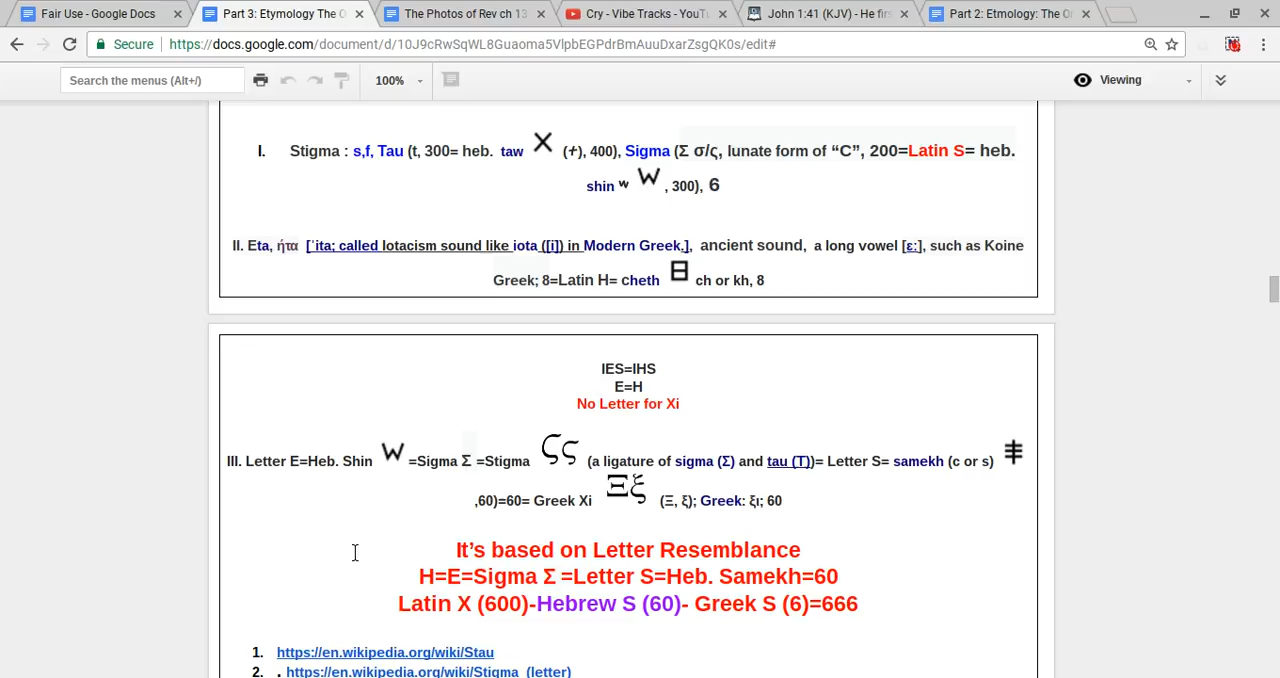 Fair Use - Google Docs
Part 3: Etymology The O
The Photos of Rev ch 13
Cry - Vibe Tracks - YouTu
John 1:41 (KJV) - He firs
Part 2: Etmology: The Or
Secure https://docs.google.com/document/d/10J9cRwSqWL8Guaoma5VlpbEGPdrBmAuuDxarZsgQK0s/edit#
Search the menus (Alt+/) 100% Viewing
I. Stigma : s,f, Tau (t, 300= heb. taw X (✝), 400), Sigma (Σ σ/ς, lunate form of “C”, 200=Latin S= heb.
shin w W , 300), 6
II. Eta, ήτα [ˈita; called Iotacism sound like iota ([i]) in Modern Greek.], ancient sound, a long vowel [ɛː], such as Koine
Greek; 8=Latin H= cheth 日 ch or kh, 8
IES=IHS
E=H
No Letter for Xi
III. Letter E=Heb. Shin W =Sigma Σ =Stigma Ϛϛ (a ligature of sigma (Σ) and tau (T))= Letter S= samekh (c or s) ⵂ
,60)=60= Greek Xi Ξξ (Ξ, ξ); Greek: ξι; 60
It’s based on Letter Resemblance
H=E=Sigma Σ =Letter S=Heb. Samekh=60
Latin X (600)-Hebrew S (60)- Greek S (6)=666
1. https://en.wikipedia.org/wiki/Stau
2. . https://en.wikipedia.org/wiki/Stigma_(letter)